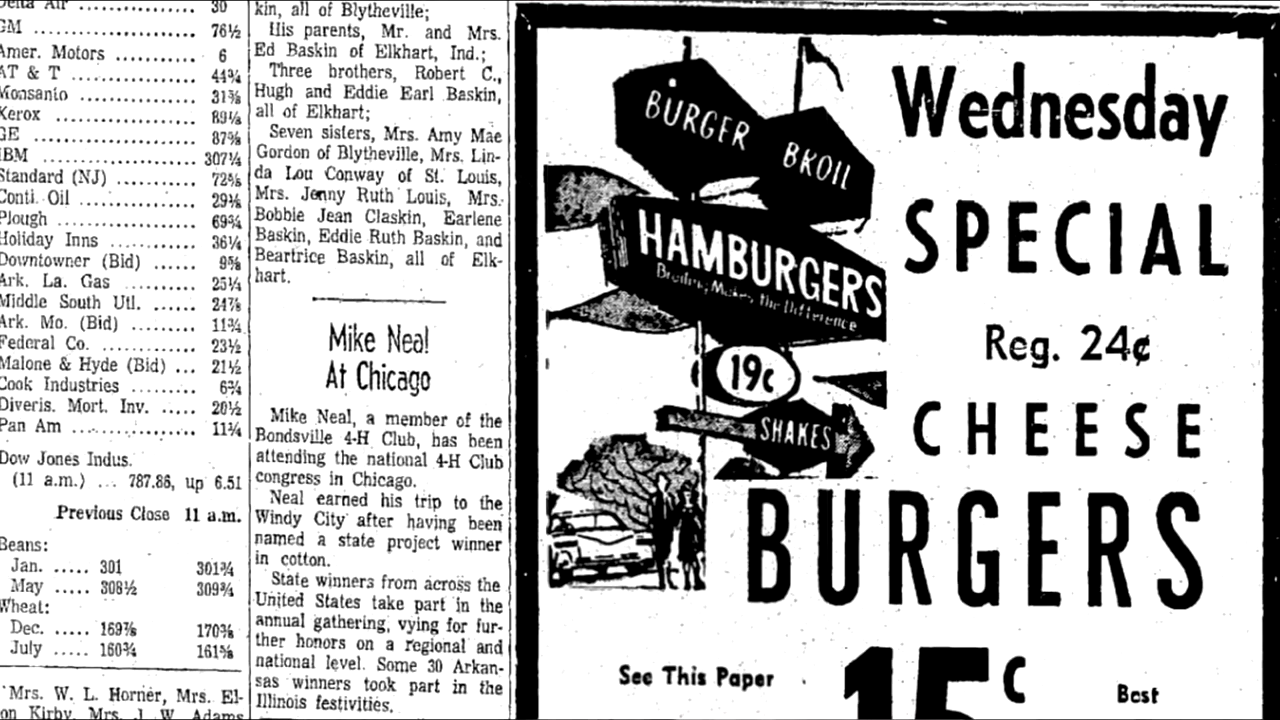 Delta Air ................ 30
GM ........................ 76½
Amer. Motors ........... 6
AT & T ................. 44¾
Monsanto ................ 31⅜
Xerox .................. 89⅛
GE ..................... 87⅝
IBM .................... 307¼
Standard (NJ) .......... 72⅝
Conti. Oil .............. 29⅛
Plough ................. 69¾
Holiday Inns ........... 36¼
Downtowner (Bid) ...... 9⅝
Ark. La. Gas ........... 25¼
Middle South Utl. ...... 24⅞
Ark. Mo. (Bid) ......... 11¾
Federal Co. ............ 23½
Malone & Hyde (Bid) ... 21½
Cook Industries ........ 6¾
Diveris. Mort. Inv. ..... 20½
Pan Am ................. 11¼
Dow Jones Indus.
(11 a.m.) ... 787.86, up 6.51
Previous Close 11 a.m.
Beans:
Jan. ..... 301 301¾
May ..... 308½ 309¾
Wheat:
Dec. ..... 169⅞ 170⅜
July ..... 160¾ 161⅝
Mrs. W. L. Horner, Mrs. El-
on Kirby, Mrs. J. W. Adams
kin, all of Blytheville;
His parents, Mr. and Mrs.
Ed Baskin of Elkhart, Ind.;
Three brothers, Robert C.,
Hugh and Eddie Earl Baskin,
all of Elkhart;
Seven sisters, Mrs. Amy Mae
Gordon of Blytheville, Mrs. Lin-
da Lou Conway of St. Louis,
Mrs. Jenny Ruth Louis, Mrs.
Bobbie Jean Claskin, Earlene
Baskin, Eddie Ruth Baskin, and
Beartrice Baskin, all of Elk-
hart.
Mike Neal
At Chicago
Mike Neal, a member of the
Bondsville 4-H Club, has been
attending the national 4-H Club
congress in Chicago.
Neal earned his trip to the
Windy City after having been
named a state project winner
in cotton.
State winners from across the
United States take part in the
annual gathering, vying for fur-
ther honors on a regional and
national level. Some 30 Arkan-
sas winners took part in the
Illinois festivities.
BURGER
BROIL
HAMBURGERS
Broiling Makes the Difference
19c
SHAKES
Wednesday
SPECIAL
Reg. 24¢
CHEESE
BURGERS
15c
See This Paper
Best